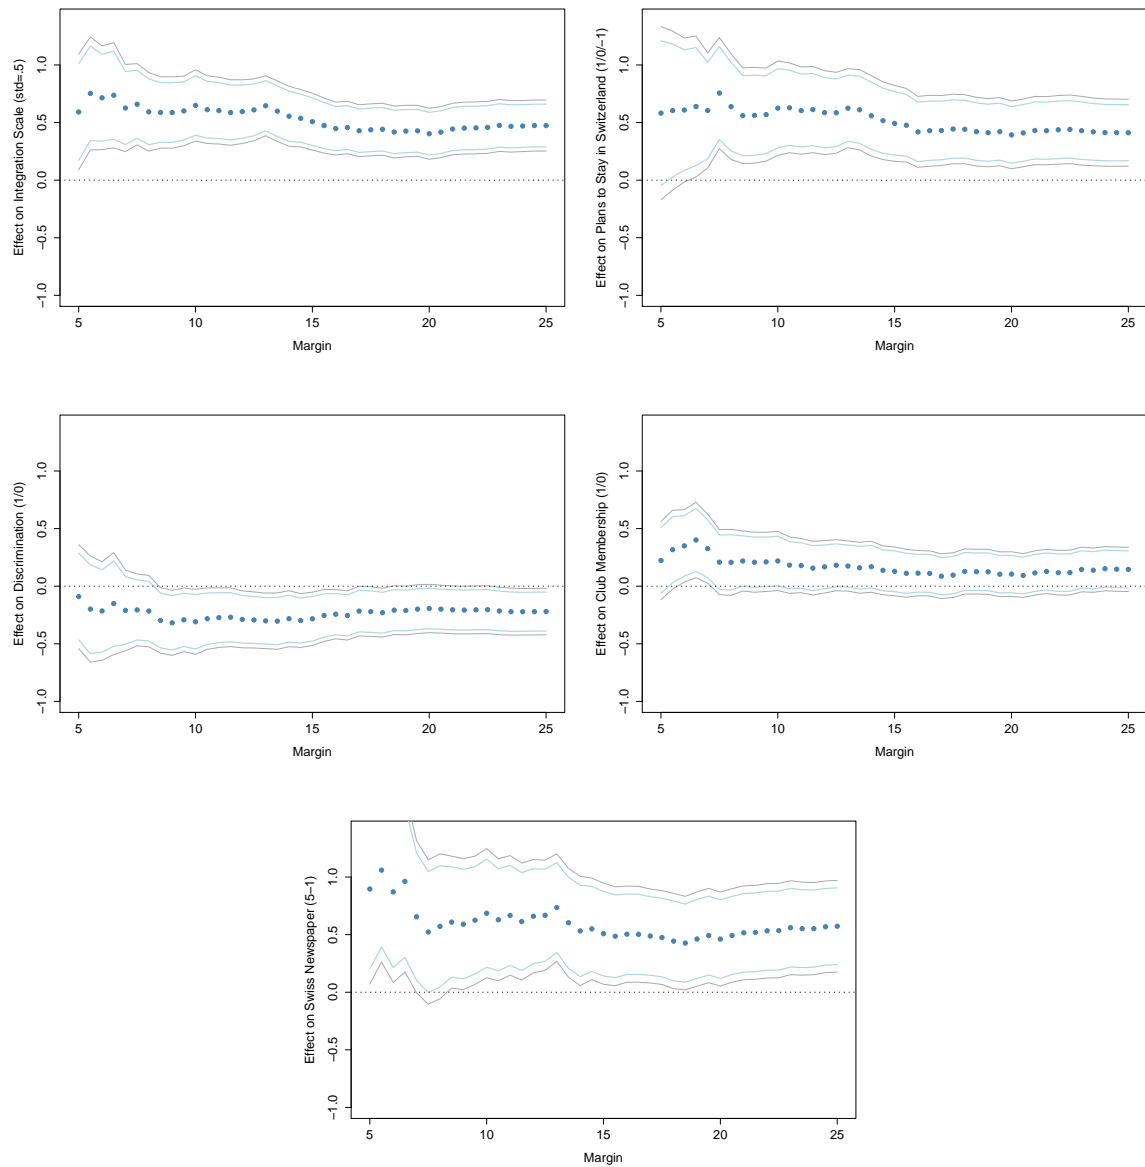 Effect on Integration Scale (std=.5)
1.0
0.5
0.0
−0.5
−1.0
5 10 15 20 25
Margin
Effect on Plans to Stay in Switzerland (1/0/−1)
1.0
0.5
0.0
−0.5
−1.0
5 10 15 20 25
Margin
Effect on Discrimination (1/0)
1.0
0.5
0.0
−0.5
−1.0
5 10 15 20 25
Margin
Effect on Club Membership (1/0)
1.0
0.5
0.0
−0.5
−1.0
5 10 15 20 25
Margin
Effect on Swiss Newspaper (5−1)
1.0
0.5
0.0
−0.5
−1.0
5 10 15 20 25
Margin